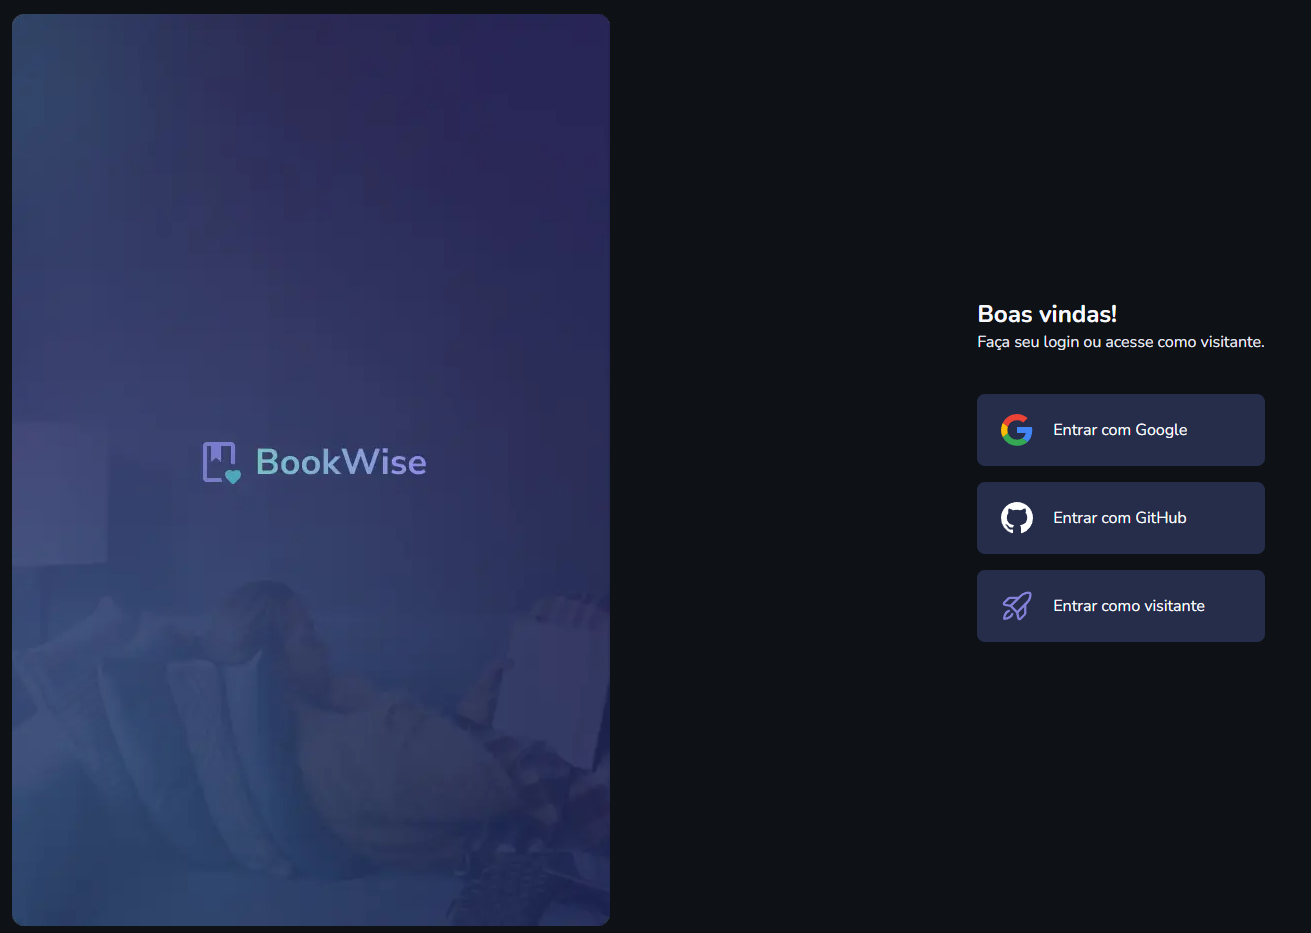 BookWise
Boas vindas!
Faça seu login ou acesse como visitante.
Entrar com Google
Entrar com GitHub
Entrar como visitante